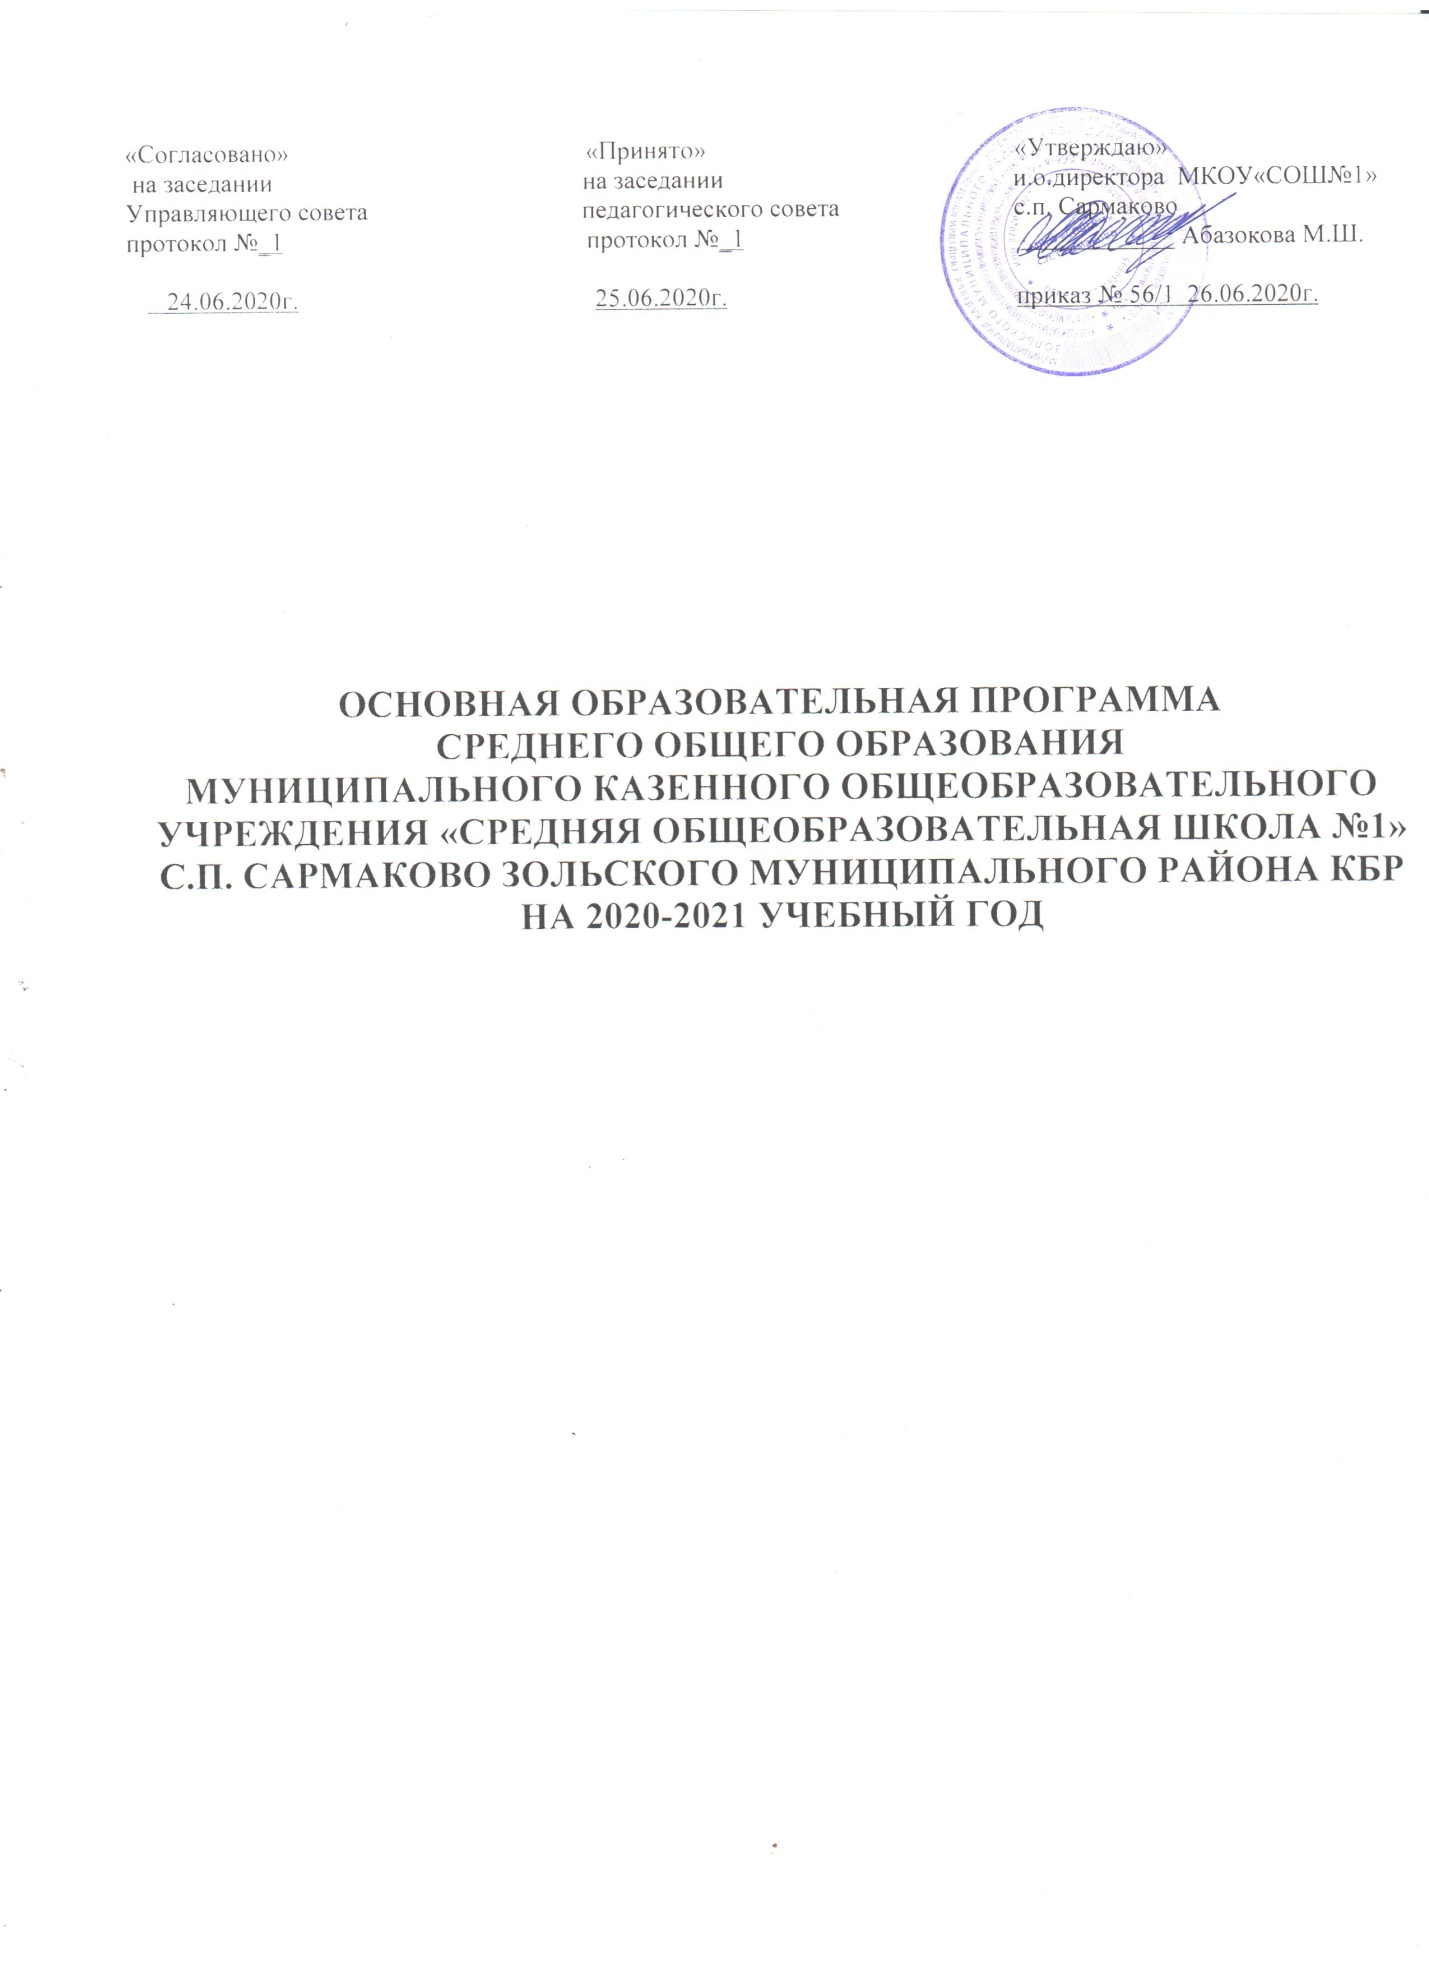 «Согласовано»
на заседании
Управляющего совета
протокол №_1
24.06.2020г.
«Принято»
на заседании
педагогического совета
протокол №_1
25.06.2020г.
«Утверждаю»
и.о.директора МКОУ«СОШ№1»
с.п. Сармаково
Абазокова М.Ш.
приказ № 56/1 26.06.2020г.
ОСНОВНАЯ ОБРАЗОВАТЕЛЬНАЯ ПРОГРАММА
СРЕДНЕГО ОБЩЕГО ОБРАЗОВАНИЯ
МУНИЦИПАЛЬНОГО КАЗЕННОГО ОБЩЕОБРАЗОВАТЕЛЬНОГО
УЧРЕЖДЕНИЯ «СРЕДНЯЯ ОБЩЕОБРАЗОВАТЕЛЬНАЯ ШКОЛА №1»
С.П. САРМАКОВО ЗОЛЬСКОГО МУНИЦИПАЛЬНОГО РАЙОНА КБР
НА 2020-2021 УЧЕБНЫЙ ГОД
ЗОЛЬСКОГО МУНИЦИПАЛЬНОГО